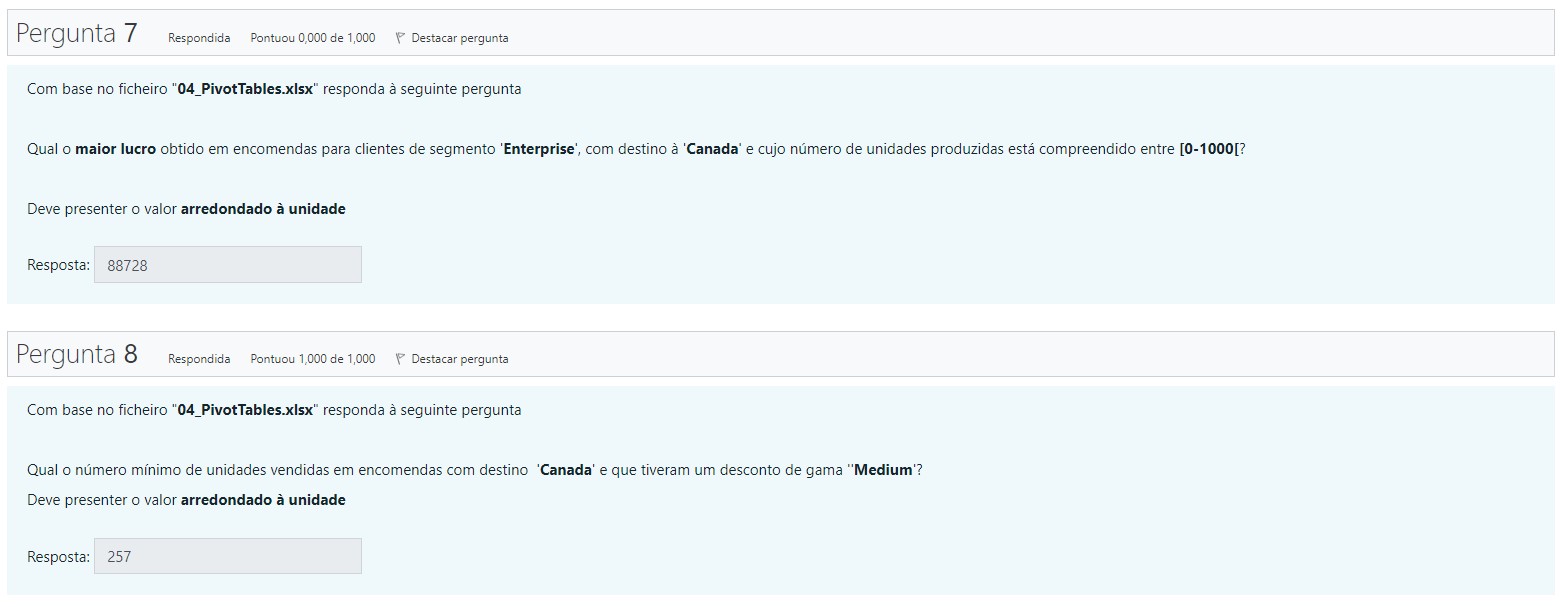 Pergunta 7 Respondida Pontuou 0,000 de 1,000 Destacar pergunta
Com base no ficheiro "04_PivotTables.xlsx" responda à seguinte pergunta
Qual o maior lucro obtido em encomendas para clientes de segmento 'Enterprise', com destino à 'Canada' e cujo número de unidades produzidas está compreendido entre [0-1000[?
Deve presenter o valor arredondado à unidade
Resposta: 88728
Pergunta 8 Respondida Pontuou 1,000 de 1,000 Destacar pergunta
Com base no ficheiro "04_PivotTables.xlsx" responda à seguinte pergunta
Qual o número mínimo de unidades vendidas em encomendas com destino 'Canada' e que tiveram um desconto de gama ''Medium'?
Deve presenter o valor arredondado à unidade
Resposta: 257